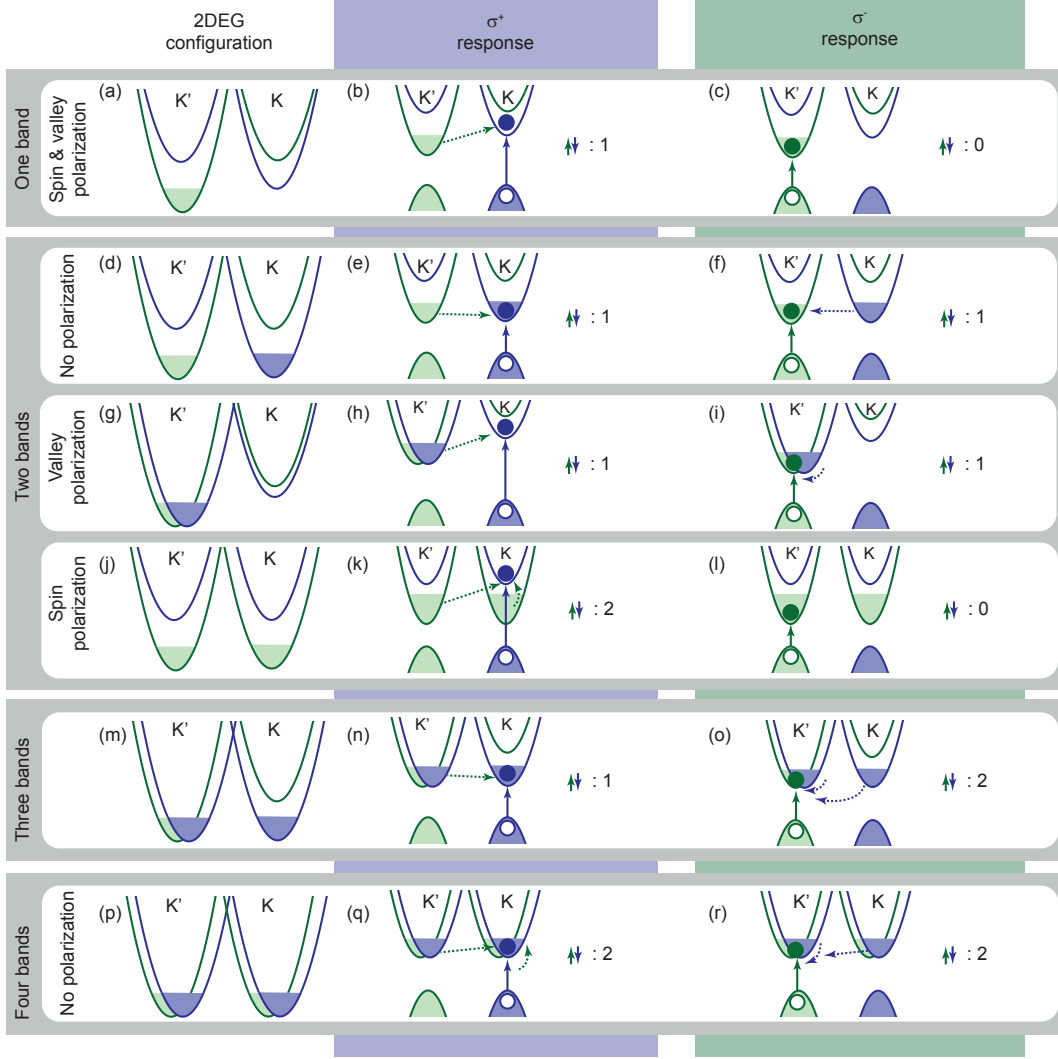 2DEG
configuration
σ⁺
response
σ⁻
response
One band
Spin & valley
polarization
(a)
K'
K
(b)
K'
K
: 1
(c)
K'
K
: 0
Two bands
No polarization
(d)
K'
K
(e)
K'
K
: 1
(f)
K'
K
: 1
Valley
polarization
(g)
K'
K
(h)
K'
K
: 1
(i)
K'
K
: 1
Spin
polarization
(j)
K'
K
(k)
K'
K
: 2
(l)
K'
K
: 0
Three bands
(m)
K'
K
(n)
K'
K
: 1
(o)
K'
K
: 2
Four bands
No polarization
(p)
K'
K
(q)
K'
K
: 2
(r)
K'
K
: 2